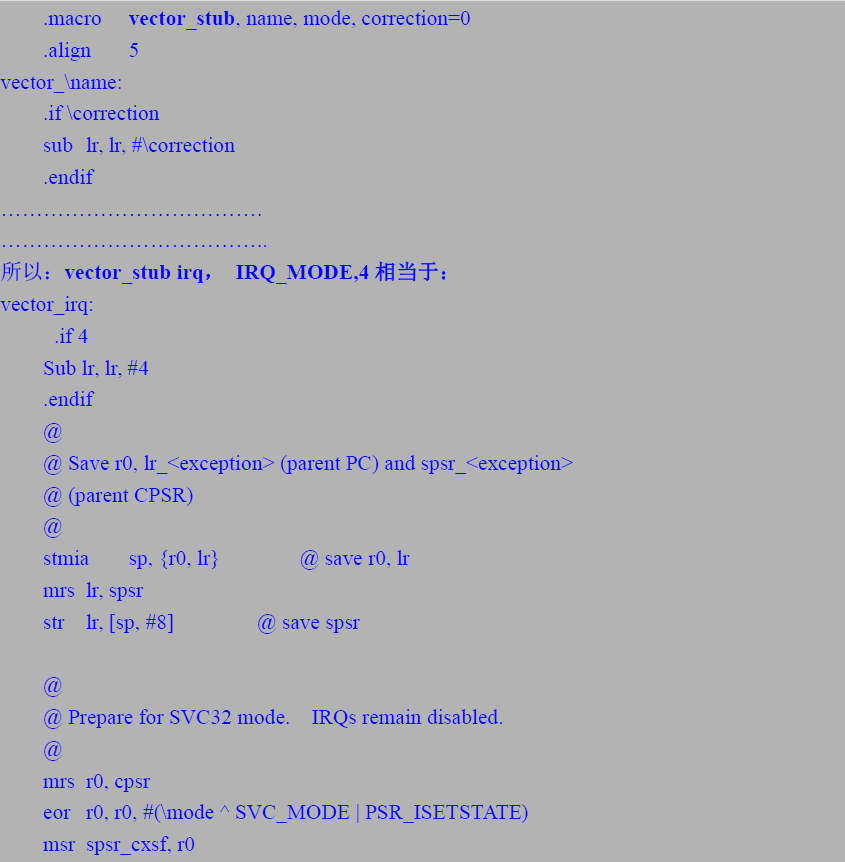 .macro vector_stub, name, mode, correction=0
.align 5
vector_\name:
.if \correction
sub lr, lr, #\correction
.endif
……………………………….
………………………………..
所以：vector_stub irq， IRQ_MODE,4 相当于：
vector_irq:
.if 4
Sub lr, lr, #4
.endif
@
@ Save r0, lr_<exception> (parent PC) and spsr_<exception>
@ (parent CPSR)
@
stmia sp, {r0, lr} @ save r0, lr
mrs lr, spsr
str lr, [sp, #8] @ save spsr
@
@ Prepare for SVC32 mode. IRQs remain disabled.
@
mrs r0, cpsr
eor r0, r0, #(\mode ^ SVC_MODE | PSR_ISETSTATE)
msr spsr_cxsf, r0